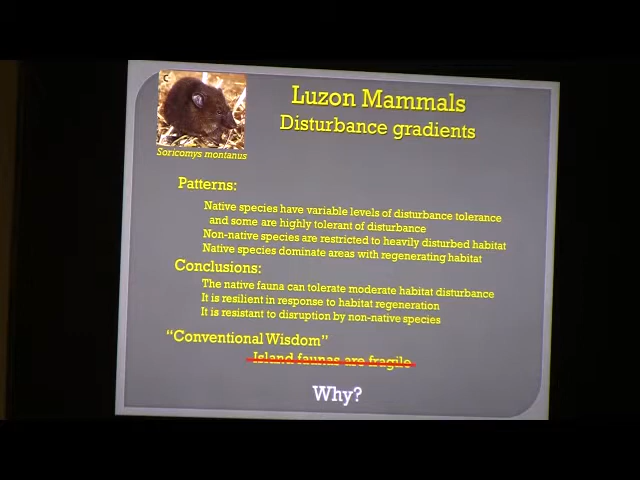 C
Luzon Mammals
Disturbance gradients
Soricomys montanus
Patterns:
Native species have variable levels of disturbance tolerance
and some are highly tolerant of disturbance
Non-native species are restricted to heavily disturbed habitat
Native species dominate areas with regenerating habitat
Conclusions:
The native fauna can tolerate moderate habitat disturbance
It is resilient in response to habitat regeneration
It is resistant to disruption by non-native species
“Conventional Wisdom”
Island faunas are fragile
Why?